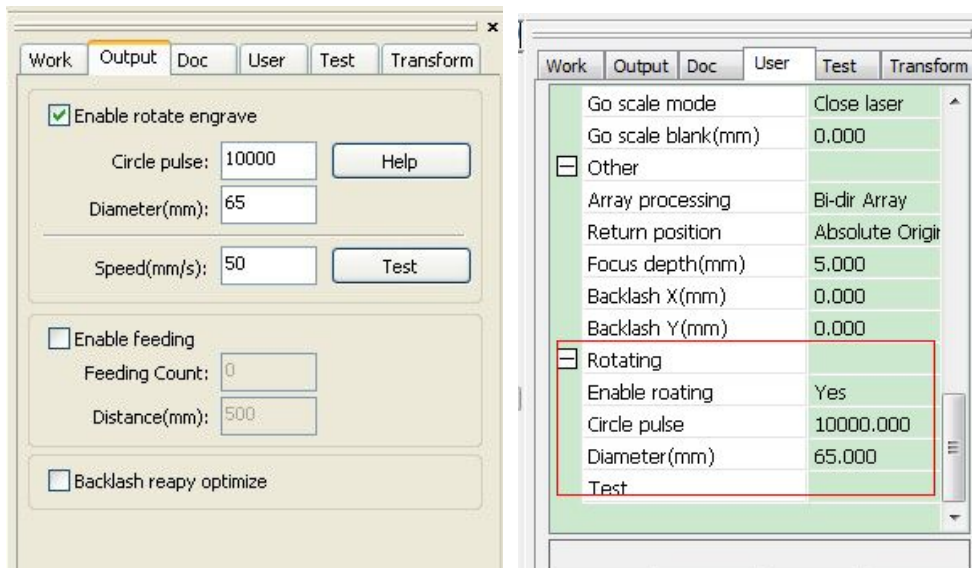 Work Output Doc User Test Transform
Enable rotate engrave
Circle pulse: 10000 Help
Diameter(mm): 65
Speed(mm/s): 50 Test
Enable feeding
Feeding Count: 0
Distance(mm): 500
Backlash reapy optimize
Work Output Doc User Test Transform
Go scale mode Close laser
Go scale blank(mm) 0.000
Other
Array processing Bi-dir Array
Return position Absolute Origin
Focus depth(mm) 5.000
Backlash X(mm) 0.000
Backlash Y(mm) 0.000
Rotating
Enable roating Yes
Circle pulse 10000.000
Diameter(mm) 65.000
Test